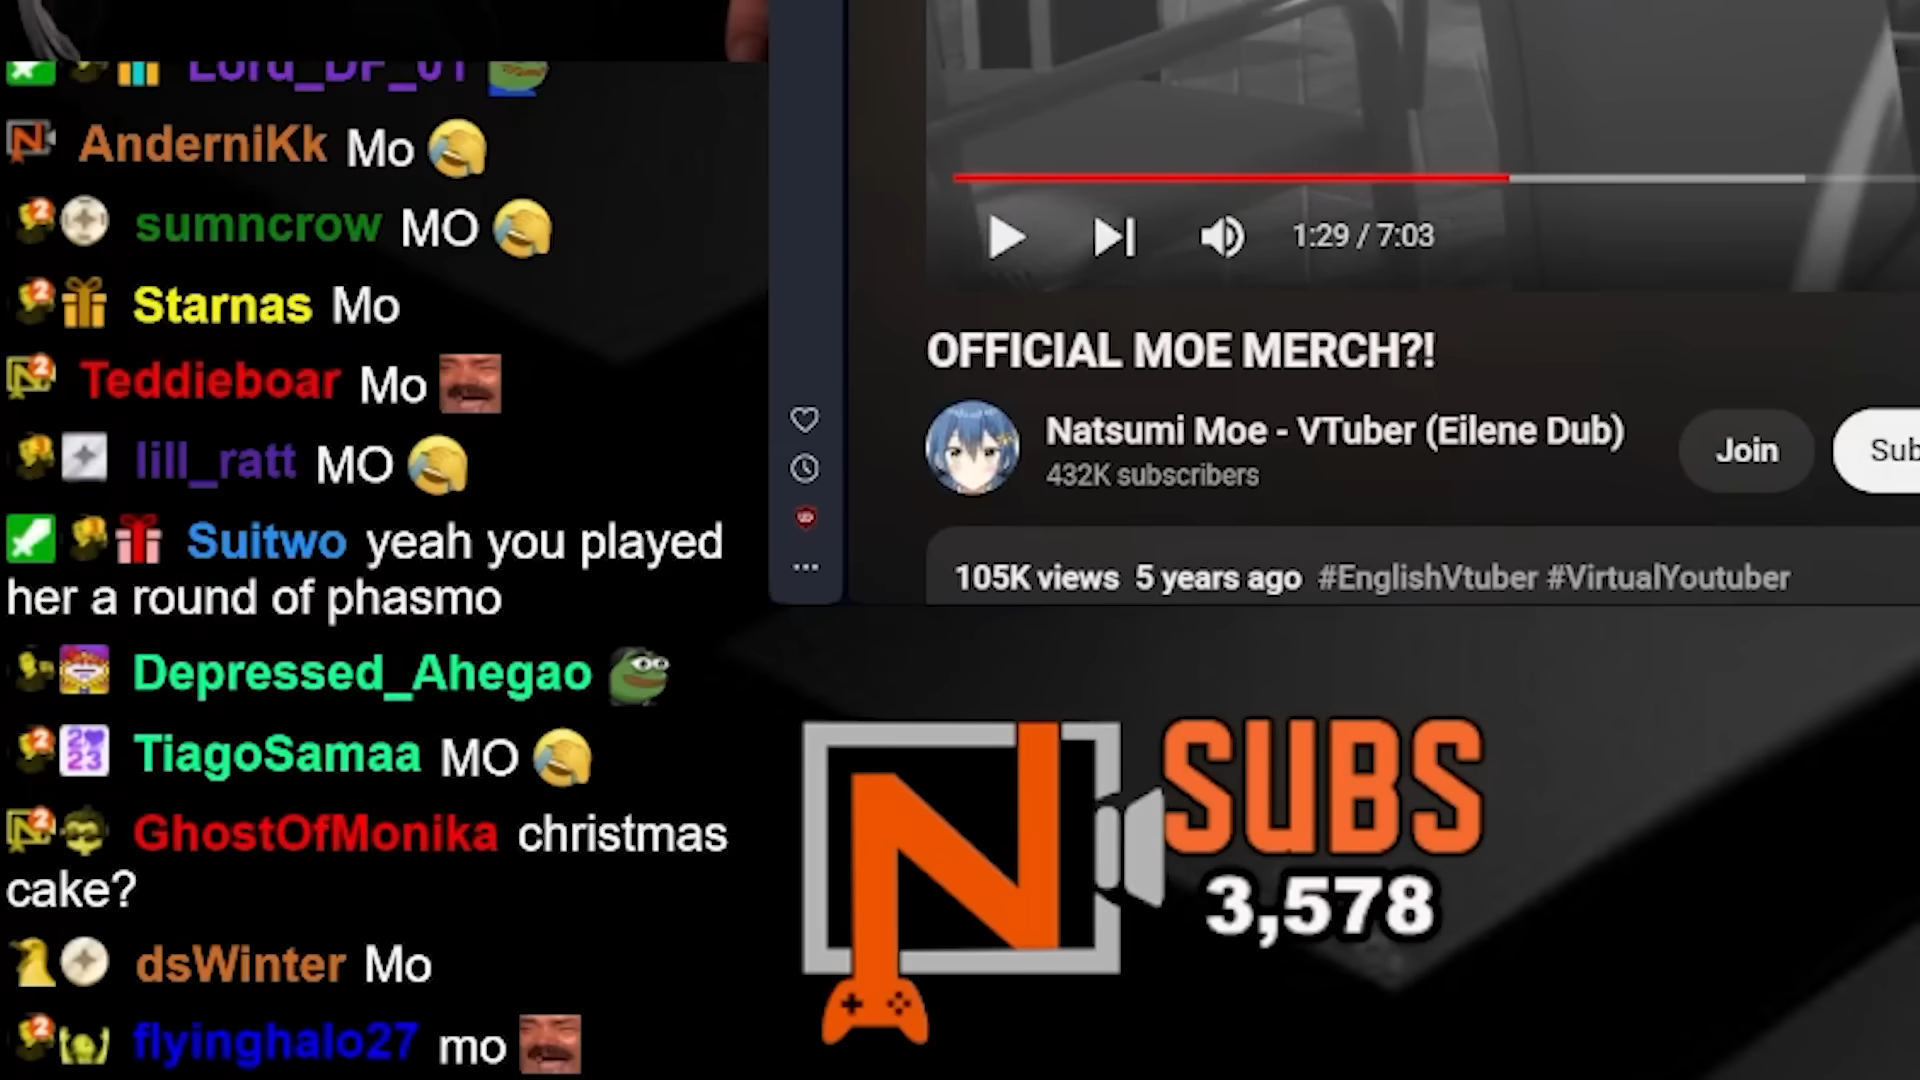 Lord_DF_01
AnderniKk Mo
sumncrow MO
Starnas Mo
Teddieboar Mo
lill_ratt MO
Suitwo yeah you played
her a round of phasmo
Depressed_Ahegao
TiagoSamaa MO
GhostOfMonika christmas
cake?
dsWinter Mo
flyinghalo27 mo
1:29 / 7:03
OFFICIAL MOE MERCH?!
Natsumi Moe - VTuber (Eilene Dub)
432K subscribers
Join
Sub
105K views 5 years ago #EnglishVtuber #VirtualYoutuber
N
SUBS
3,578